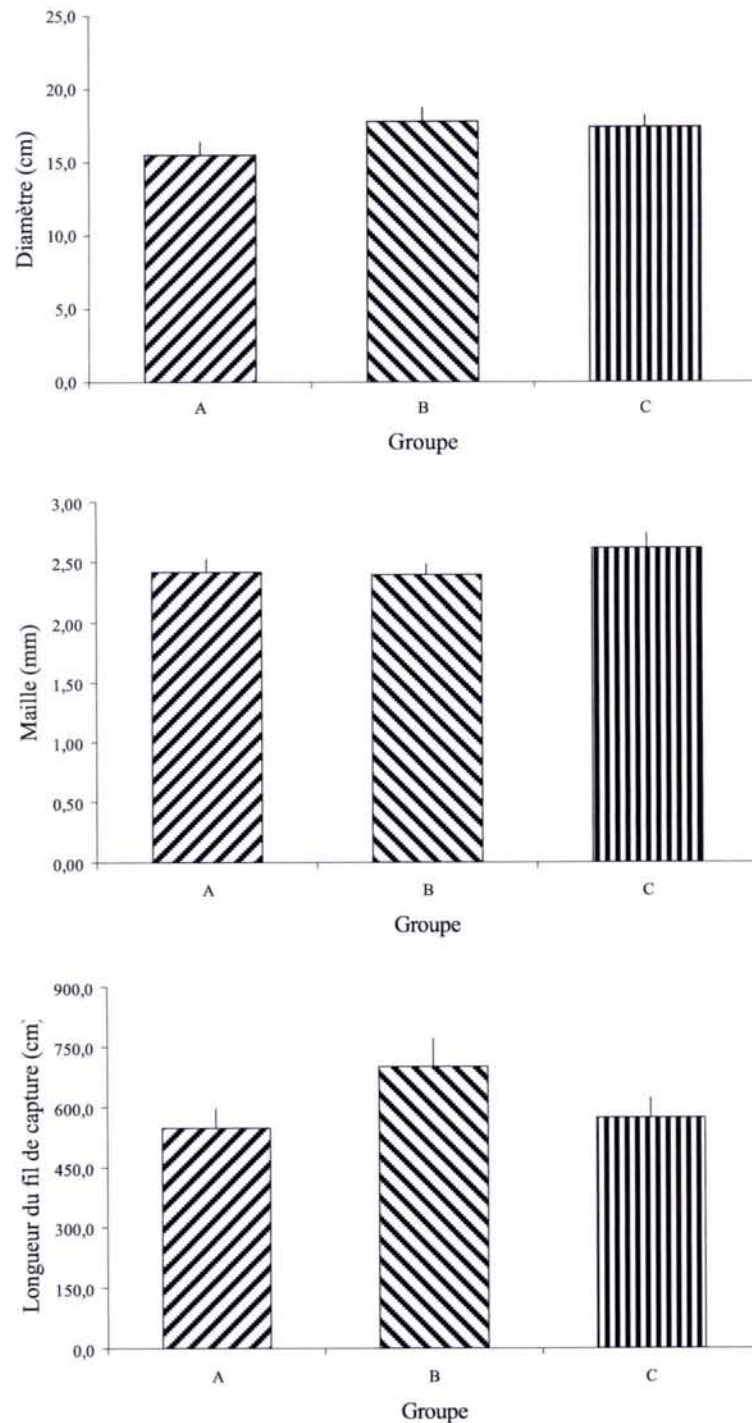 25,0
20,0
15,0
10,0
5,0
0,0
Diamètre (cm)
A B C
Groupe
3,00
2,50
2,00
1,50
1,00
0,50
0,00
Maille (mm)
A B C
Groupe
900,0
750,0
600,0
450,0
300,0
150,0
0,0
Longueur du fil de capture (cm)
A B C
Groupe